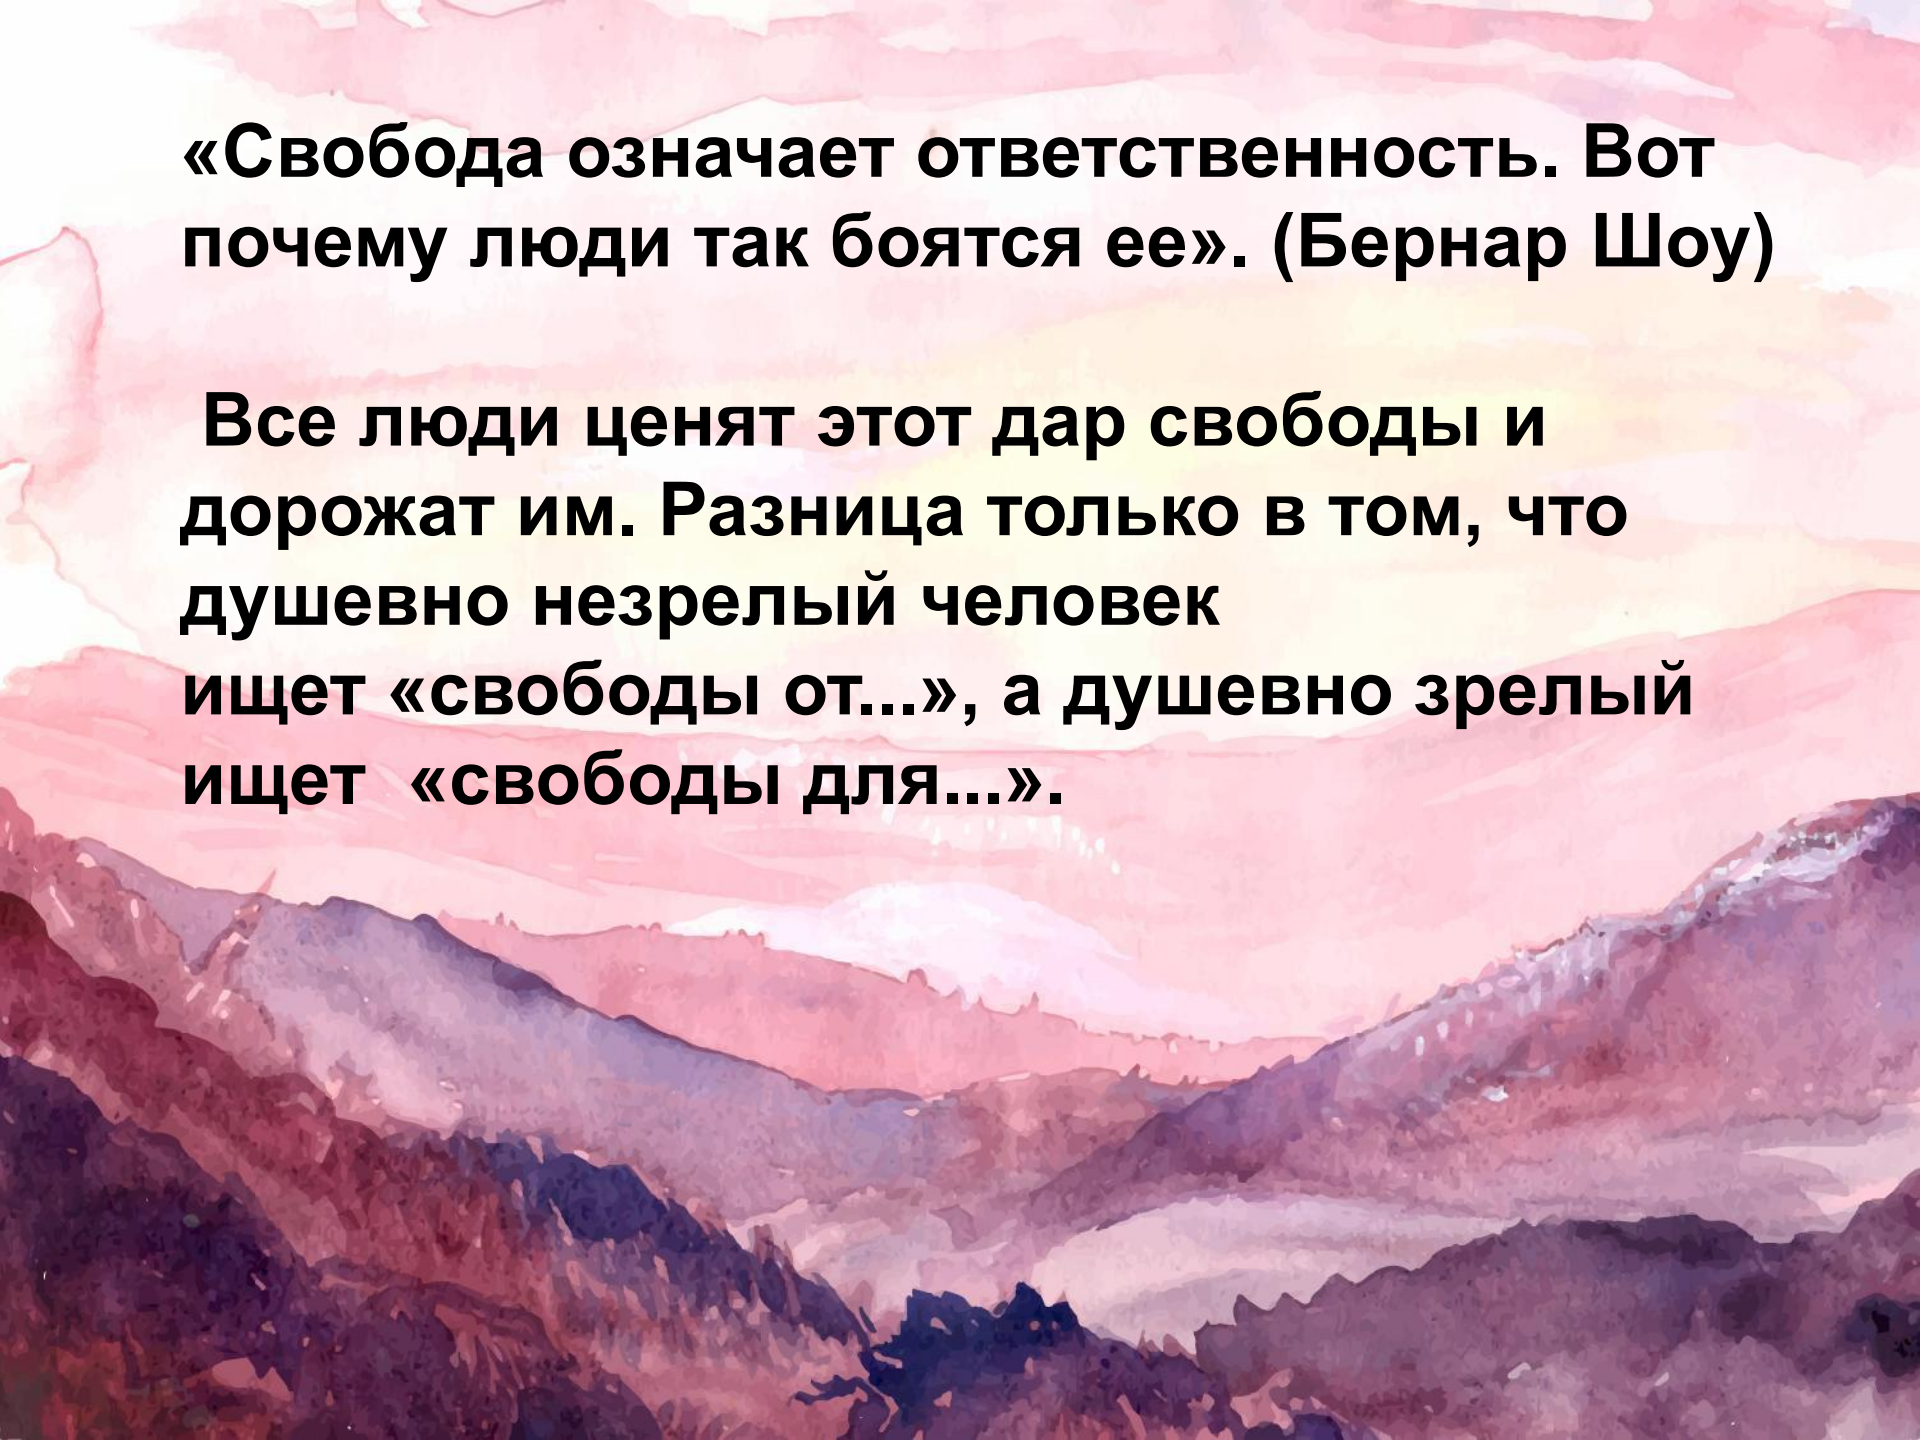 «Свобода означает ответственность. Вот
почему люди так боятся ее». (Бернар Шоу)
Все люди ценят этот дар свободы и
дорожат им. Разница только в том, что
душевно незрелый человек
ищет «свободы от...», а душевно зрелый
ищет «свободы для...».